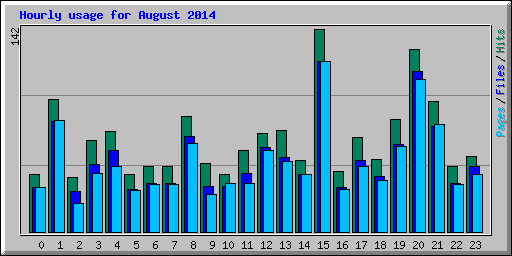 Hourly usage for August 2014
142
Pages/Files/Hits
0 1 2 3 4 5 6 7 8 9 10 11 12 13 14 15 16 17 18 19 20 21 22 23